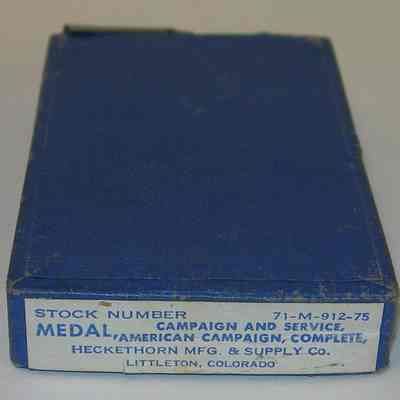 STOCK NUMBER 71-M-912-75
MEDAL, CAMPAIGN AND SERVICE,
AMERICAN CAMPAIGN, COMPLETE,
HECKETHORN MFG. & SUPPLY CO.
LITTLETON, COLORADO